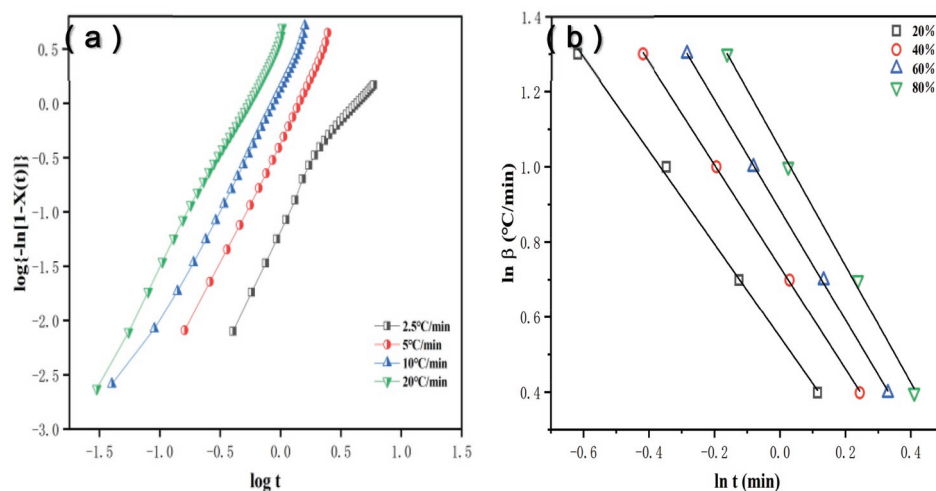 ( a )
log{-ln[1-X(t)]}
0.5
0.0
-0.5
-1.0
-1.5
-2.0
-2.5
-3.0
-1.5 -1.0 -0.5 0.0 0.5 1.0 1.5
log t
2.5°C/min
5°C/min
10°C/min
20°C/min
( b )
ln β (°C/min)
1.4
1.2
1.0
0.8
0.6
0.4
-0.6 -0.4 -0.2 0.0 0.2 0.4
ln t (min)
20%
40%
60%
80%